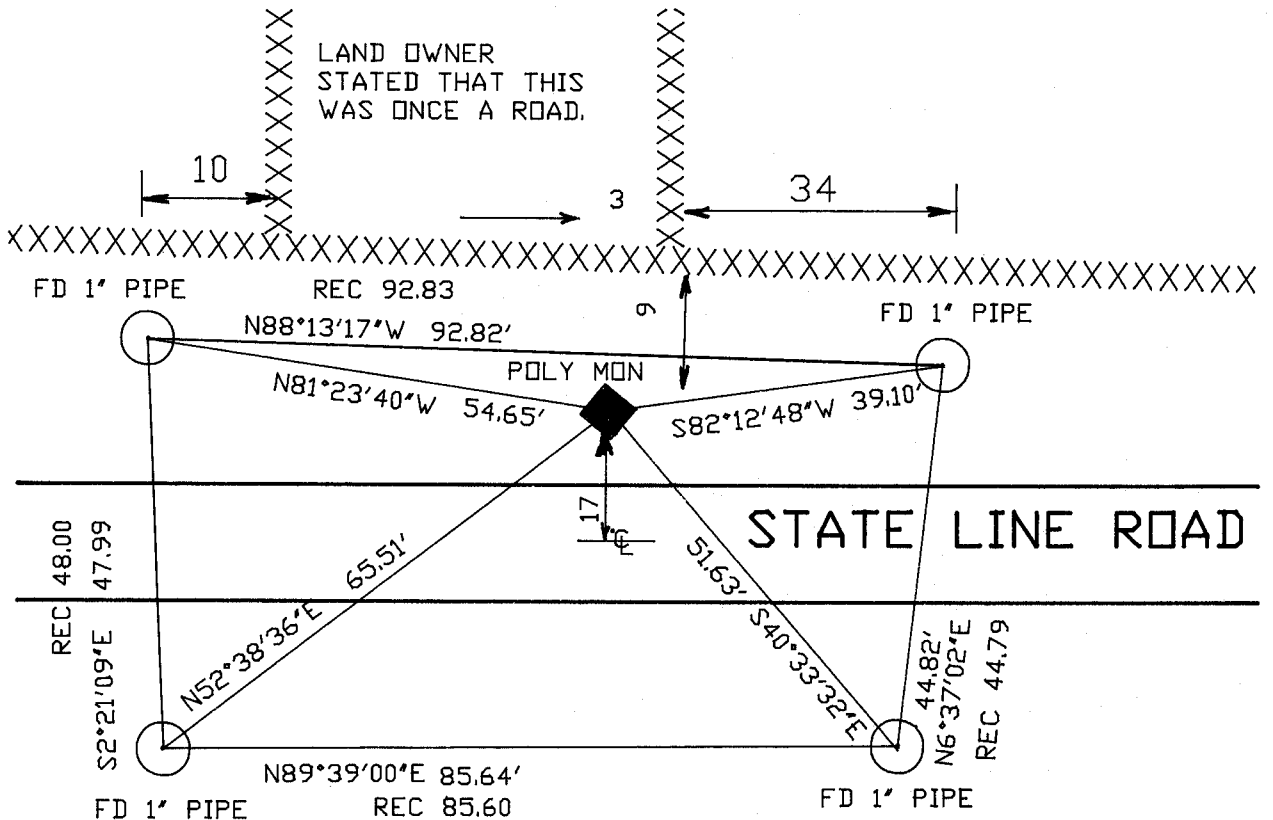 LAND OWNER
STATED THAT THIS
WAS ONCE A ROAD.
10
3
34
FD 1" PIPE
REC 92.83
9
FD 1" PIPE
N88°13'17"W 92.82'
POLY MON
N81°23'40"W 54.65'
S82°12'48"W 39.10'
17
℄
STATE LINE ROAD
REC 48.00
S2°21'09"E 47.99
N52°38'36"E 65.51'
51.63' S40°33'32"E
44.82'
N6°37'02"E
REC 44.79
N89°39'00"E 85.64'
REC 85.60
FD 1" PIPE
FD 1" PIPE